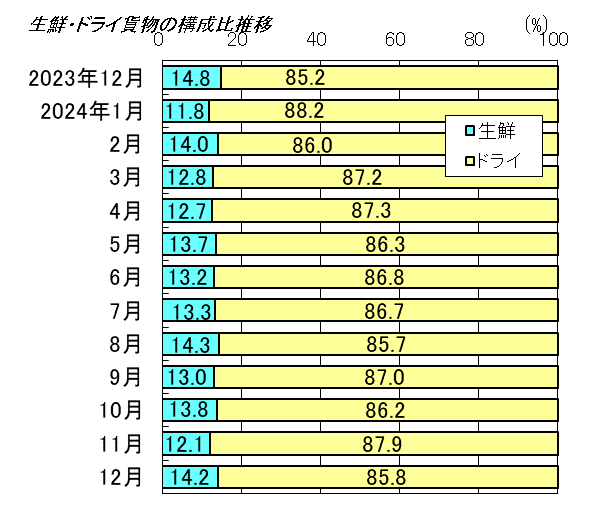 生鮮・ドライ貨物の構成比推移
(%)
0 20 40 60 80 100
2023年12月 14.8 85.2
2024年1月 11.8 88.2
2月 14.0 86.0
3月 12.8 87.2
4月 12.7 87.3
5月 13.7 86.3
6月 13.2 86.8
7月 13.3 86.7
8月 14.3 85.7
9月 13.0 87.0
10月 13.8 86.2
11月 12.1 87.9
12月 14.2 85.8
生鮮
ドライ